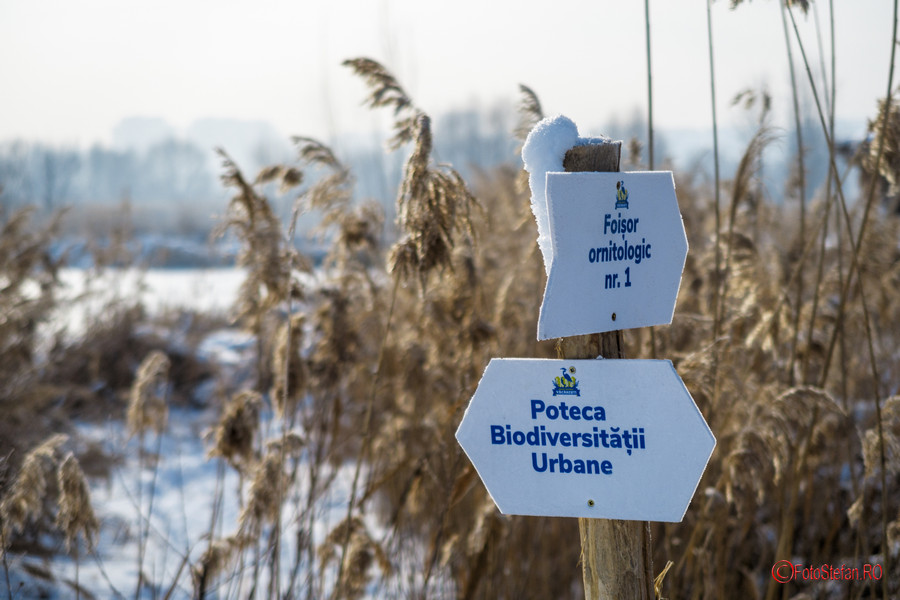 Foișor
ornitologic
nr. 1
Poteca
Biodiversității
Urbane
©FotoStefan.RO